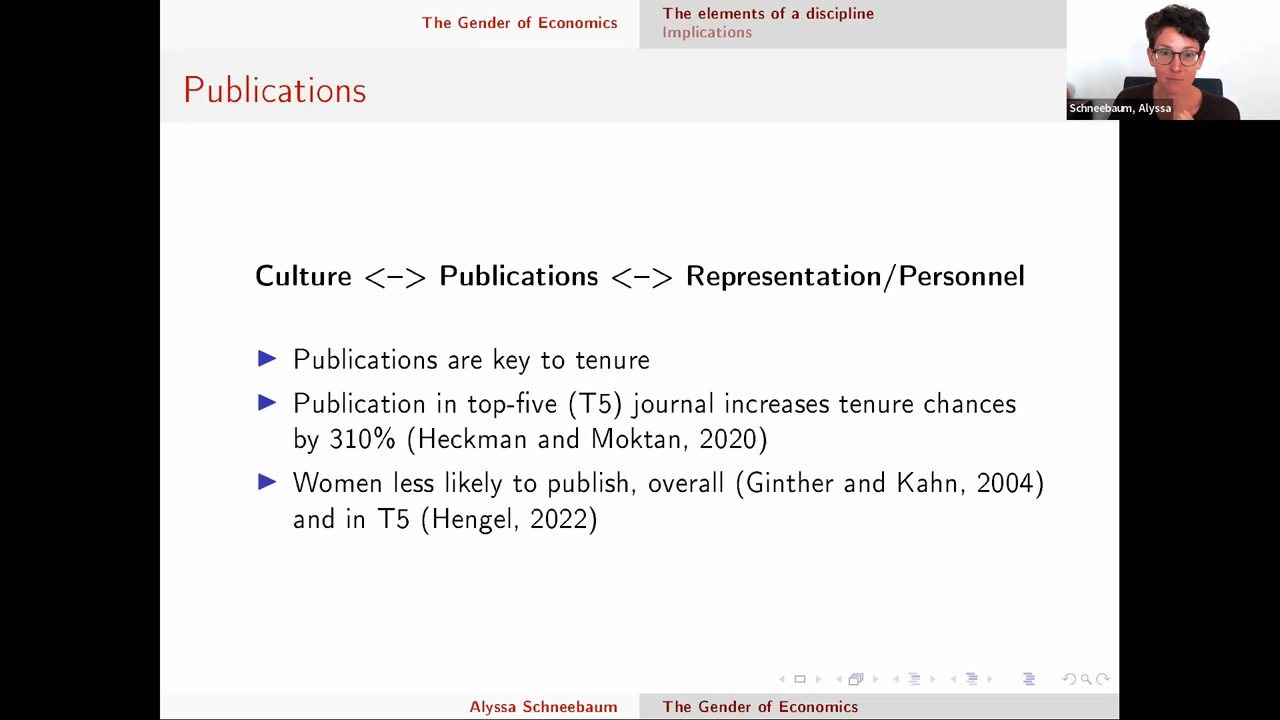 The Gender of Economics
The elements of a discipline
Implications
Schneebaum, Alyssa
Publications
Culture <–> Publications <–> Representation/Personnel
Publications are key to tenure
Publication in top-five (T5) journal increases tenure chances
by 310% (Heckman and Moktan, 2020)
Women less likely to publish, overall (Ginther and Kahn, 2004)
and in T5 (Hengel, 2022)
Alyssa Schneebaum
The Gender of Economics